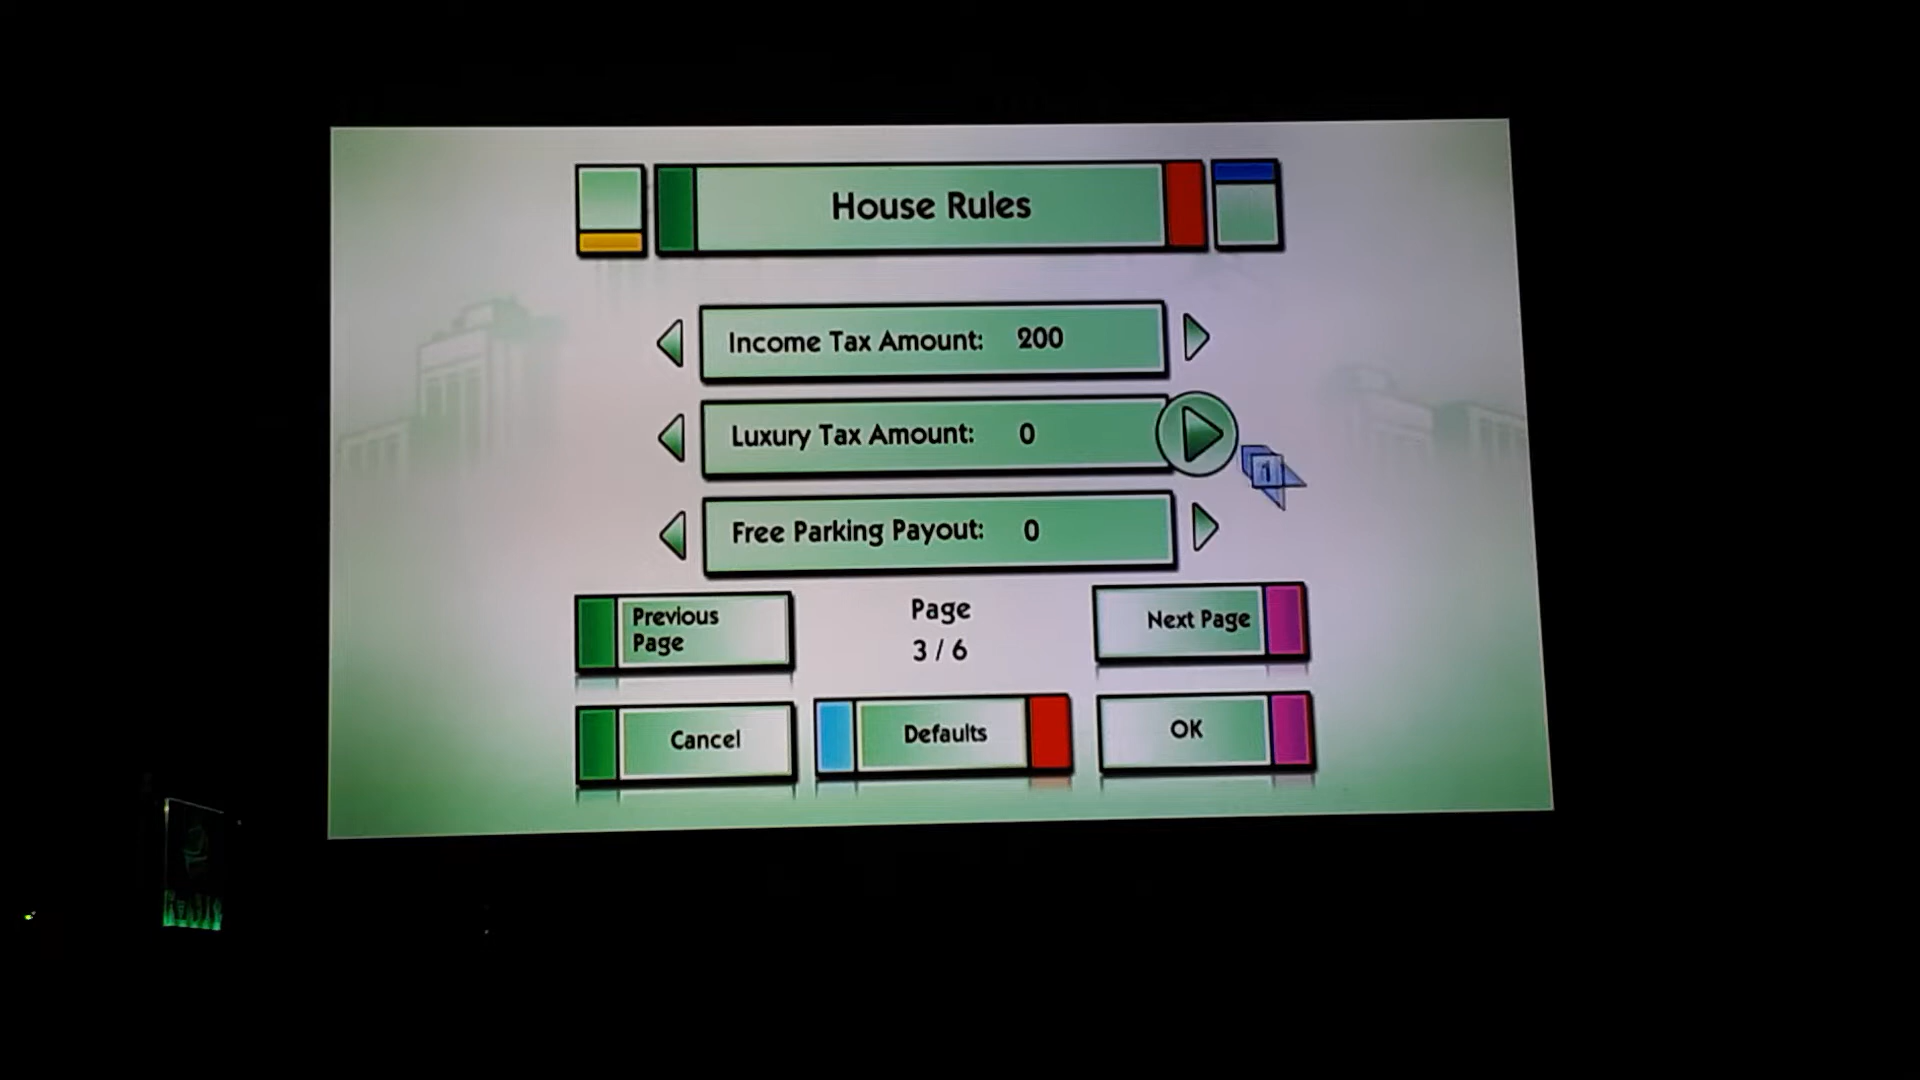 House Rules
Income Tax Amount: 200
Luxury Tax Amount: 0
1
Free Parking Payout: 0
Previous
Page
Page
3 / 6
Next Page
Cancel
Defaults
OK